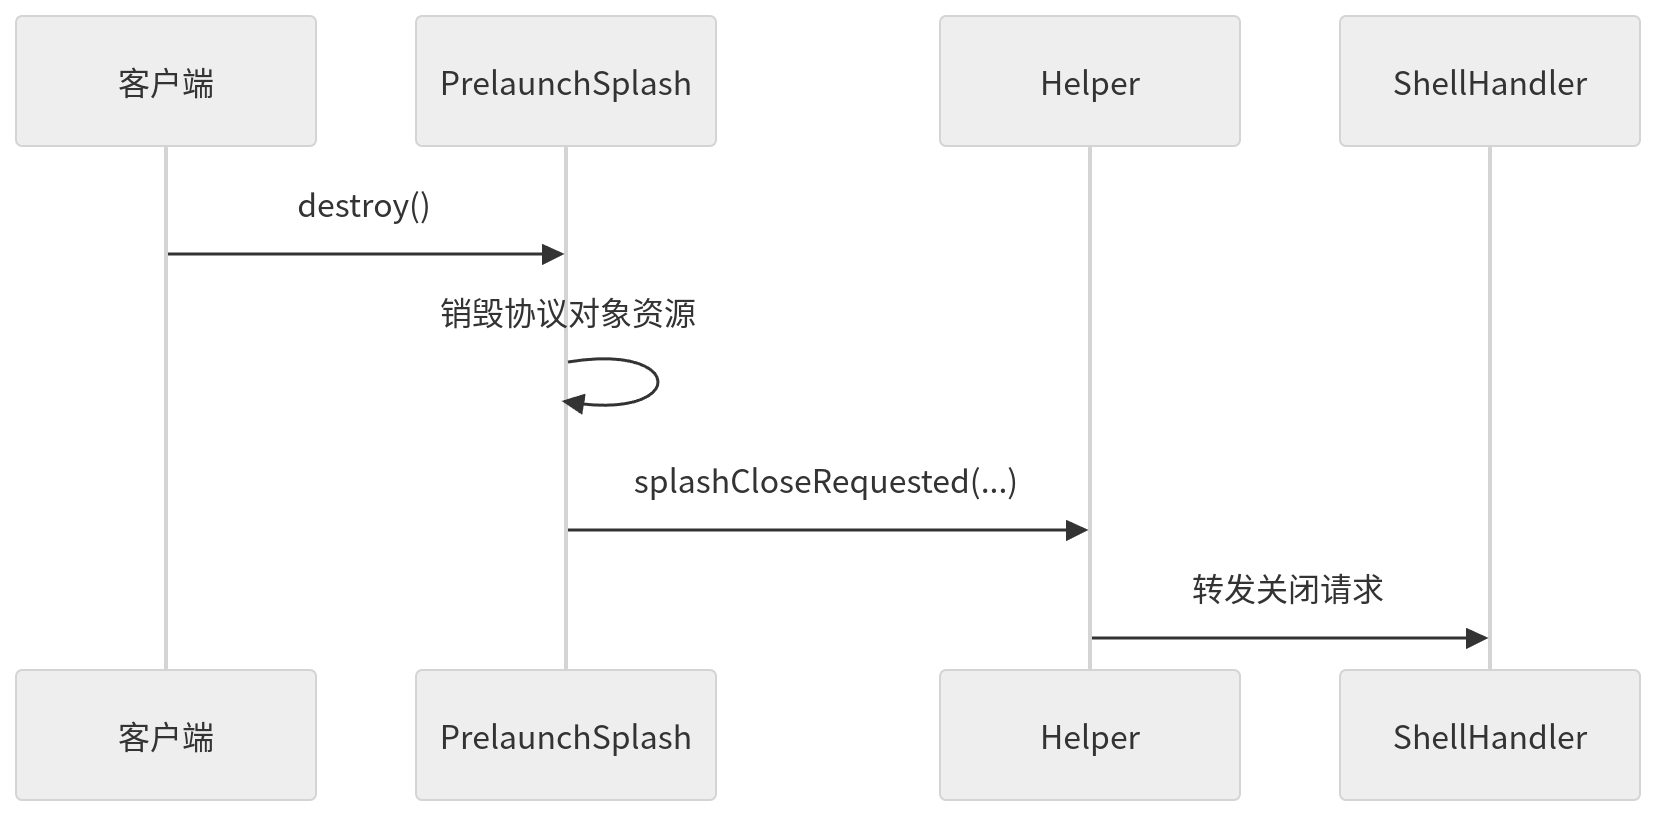 客户端
PrelaunchSplash
Helper
ShellHandler
destroy()
销毁协议对象资源
splashCloseRequested(...)
转发关闭请求
客户端
PrelaunchSplash
Helper
ShellHandler